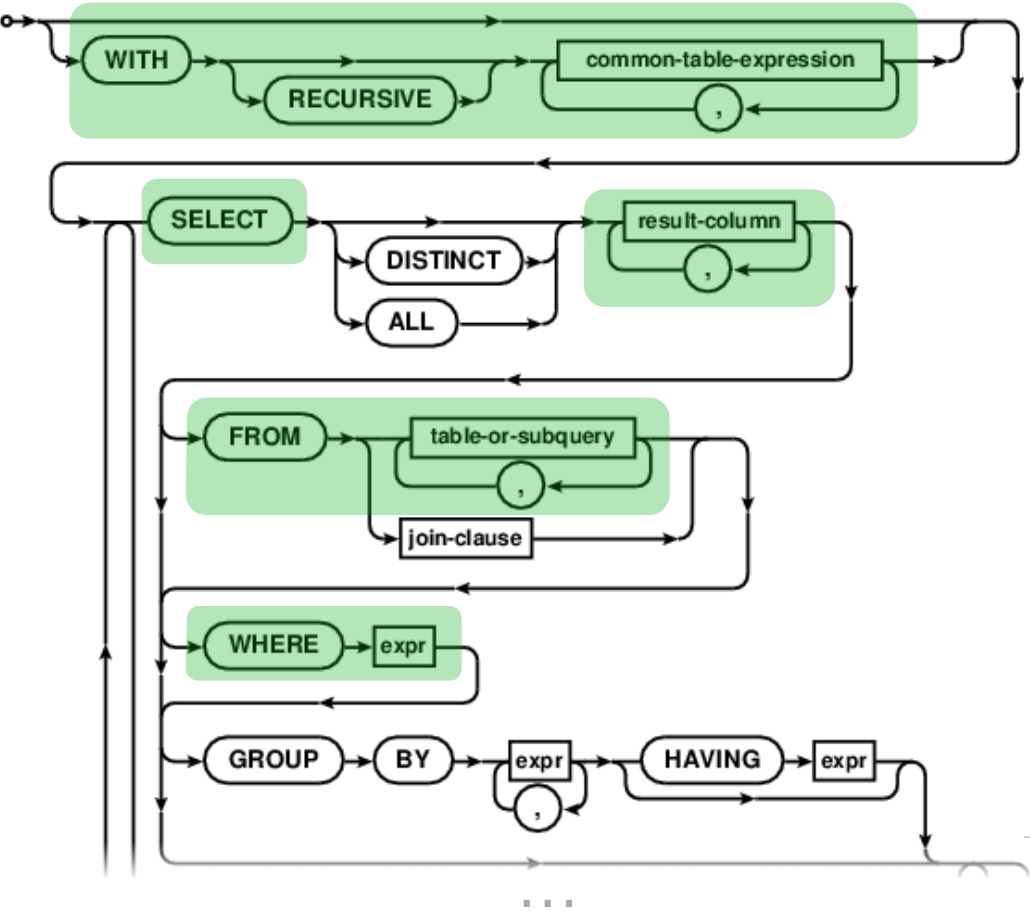 WITH common-table-expression
RECURSIVE ,
SELECT result-column
DISTINCT ,
ALL
FROM table-or-subquery
,
join-clause
WHERE expr
GROUP BY expr HAVING expr
,